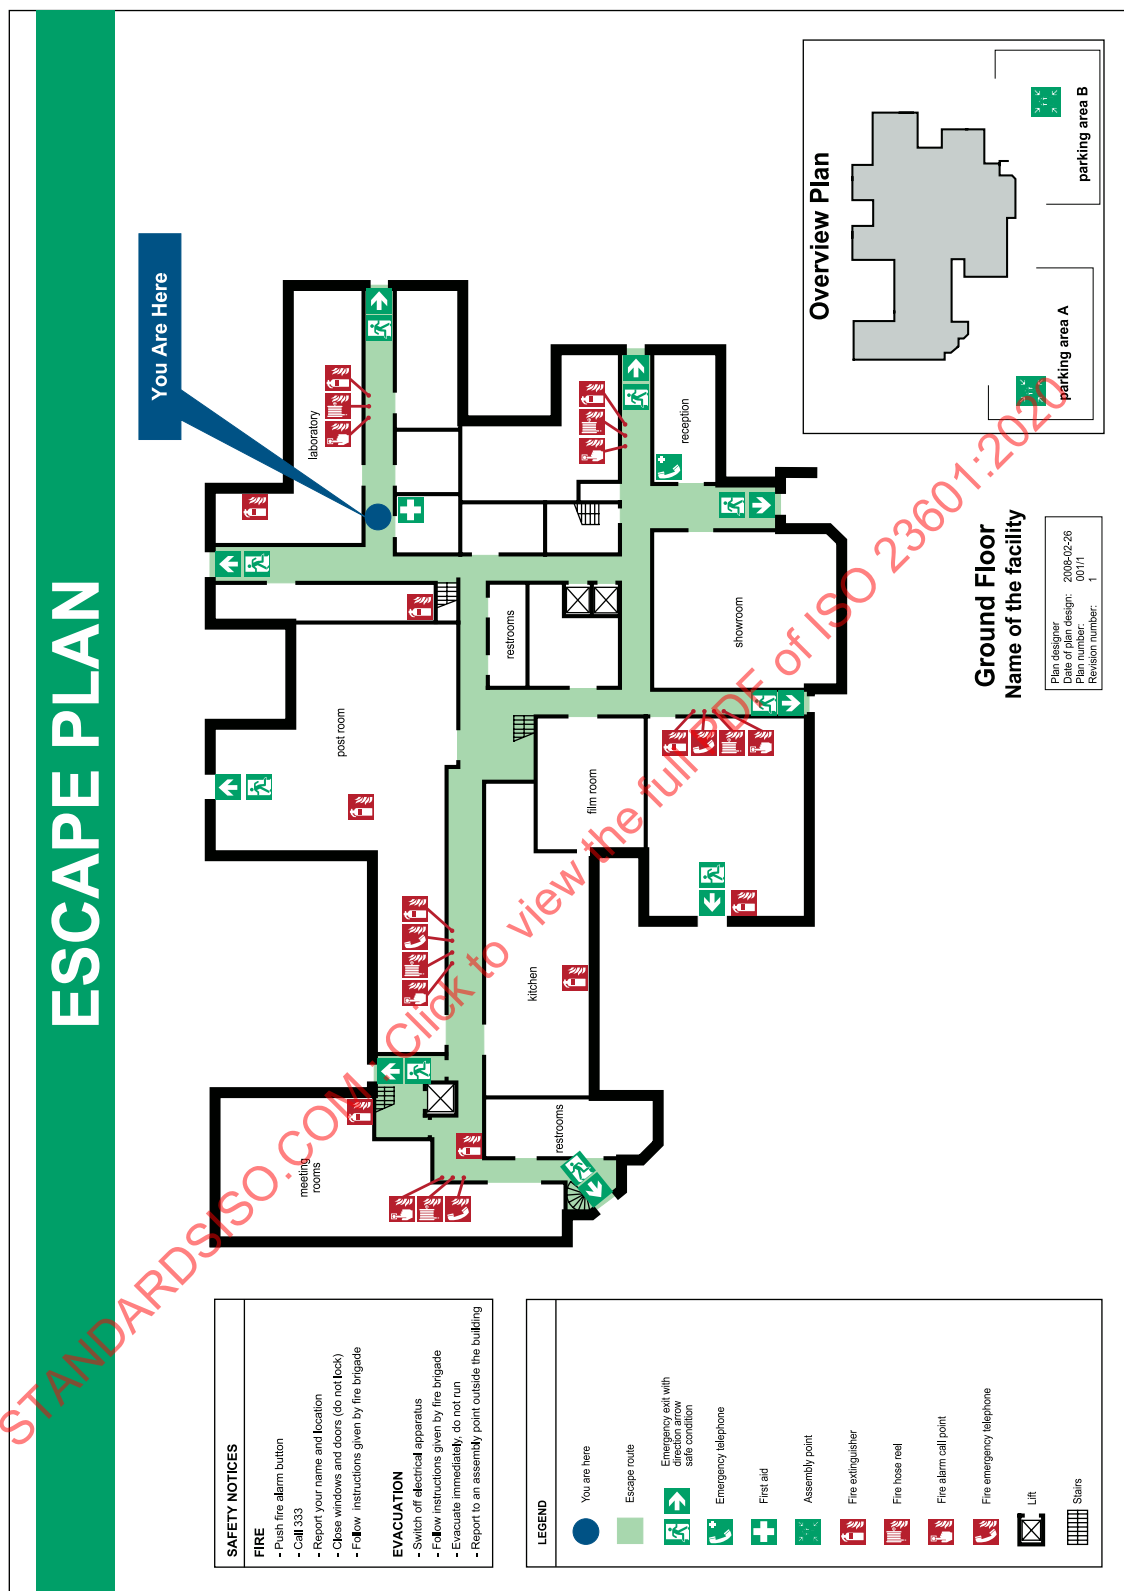 ESCAPE PLAN
You Are Here
laboratory
post room
meeting
rooms
restrooms
reception
showroom
film room
kitchen
restrooms
Overview Plan
parking area A
parking area B
Ground Floor
Name of the facility
Plan designer
Date of plan design: 2008-02-26
Plan number: 001/1
Revision number: 1
SAFETY NOTICES
FIRE
- Push fire alarm button
- Call 333
- Report your name and location
- Close windows and doors (do not lock)
- Follow instructions given by fire brigade
EVACUATION
- Switch off electrical apparatus
- Follow instructions given by fire brigade
- Evacuate immediately, do not run
- Report to an assembly point outside the building
LEGEND
You are here
Escape route
Emergency exit with
direction arrow
safe condition
Emergency telephone
First aid
Assembly point
Fire extinguisher
Fire hose reel
Fire alarm call point
Fire emergency telephone
Lift
Stairs
STANDARDSISO.COM : Click to view the full PDF of ISO 23601:2020